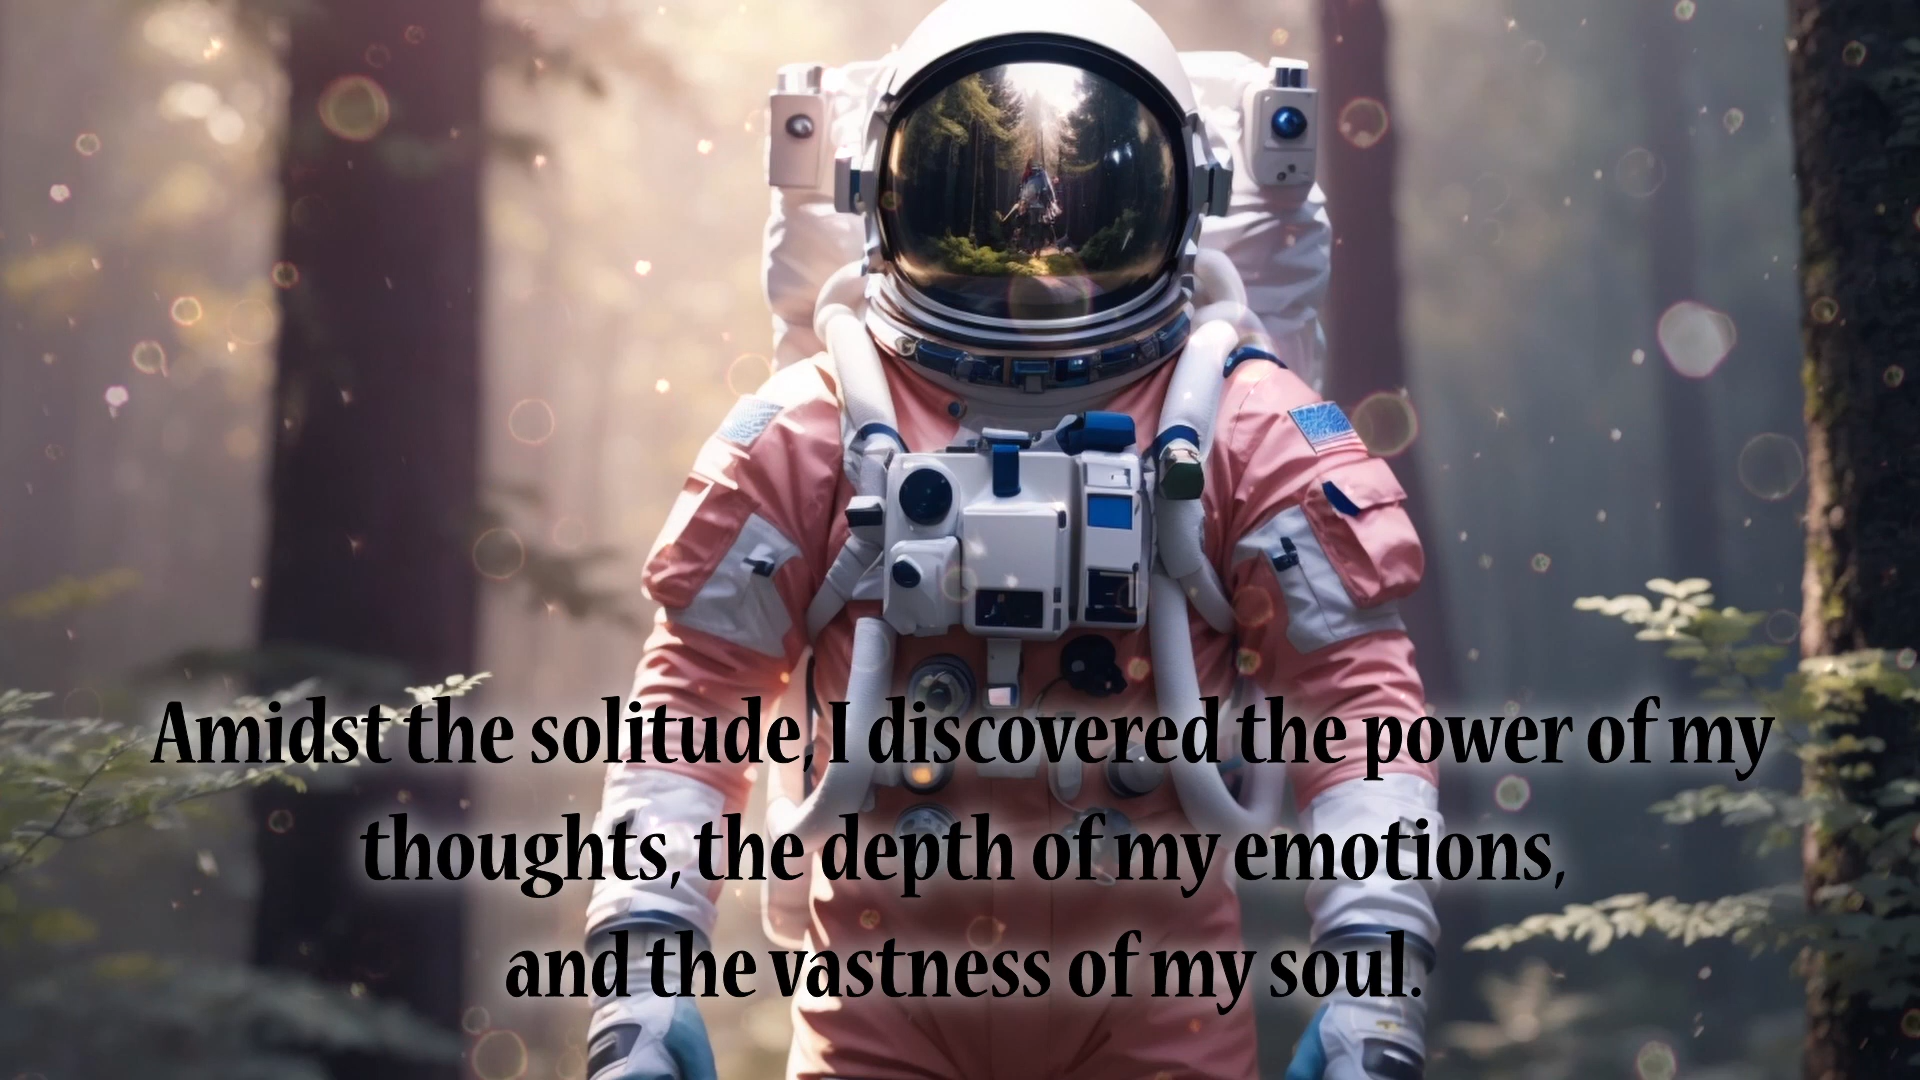 Amidst the solitude, I discovered the power of my
thoughts, the depth of my emotions,
and the vastness of my soul.